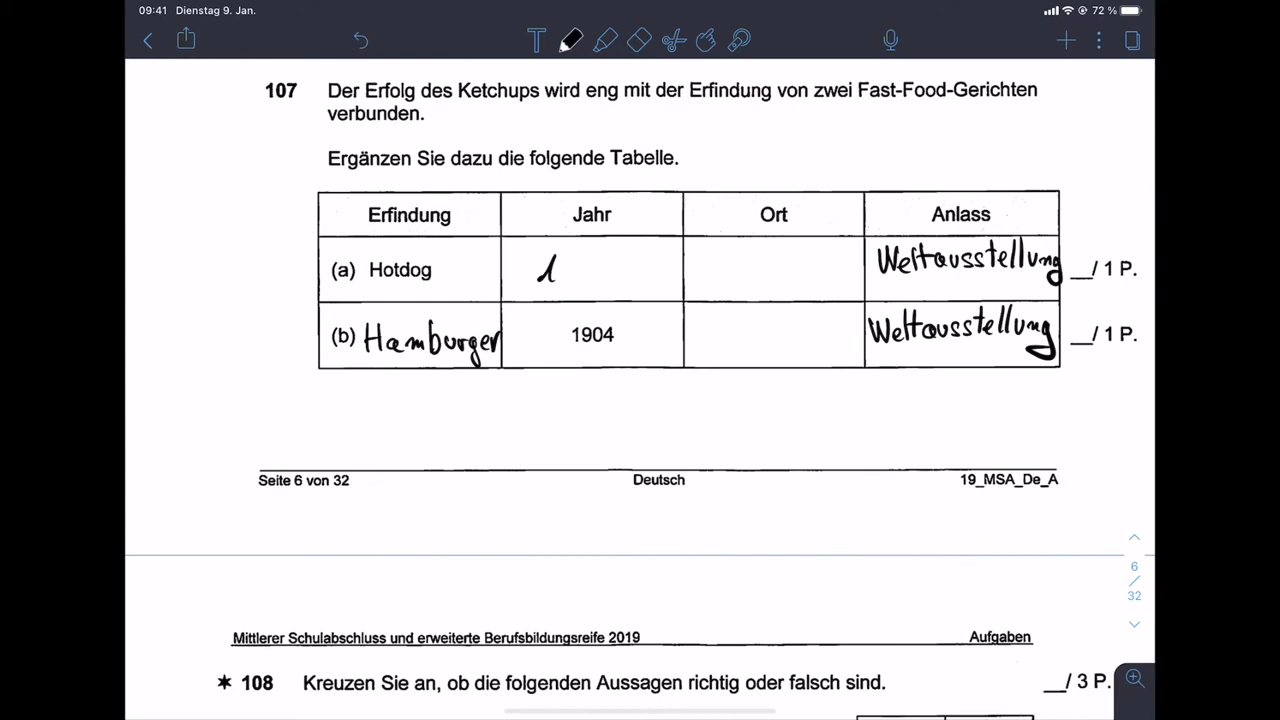 09:41 Dienstag 9. Jan.
72 %
107 Der Erfolg des Ketchups wird eng mit der Erfindung von zwei Fast-Food-Gerichten
verbunden.
Ergänzen Sie dazu die folgende Tabelle.
Erfindung Jahr Ort Anlass
(a) Hotdog 1 Weltausstellung __/ 1 P.
(b) Hamburger 1904 Weltausstellung __/ 1 P.
Seite 6 von 32 Deutsch 19_MSA_De_A
6
/
32
Mittlerer Schulabschluss und erweiterte Berufsbildungsreife 2019 Aufgaben
★ 108 Kreuzen Sie an, ob die folgenden Aussagen richtig oder falsch sind. __/ 3 P.